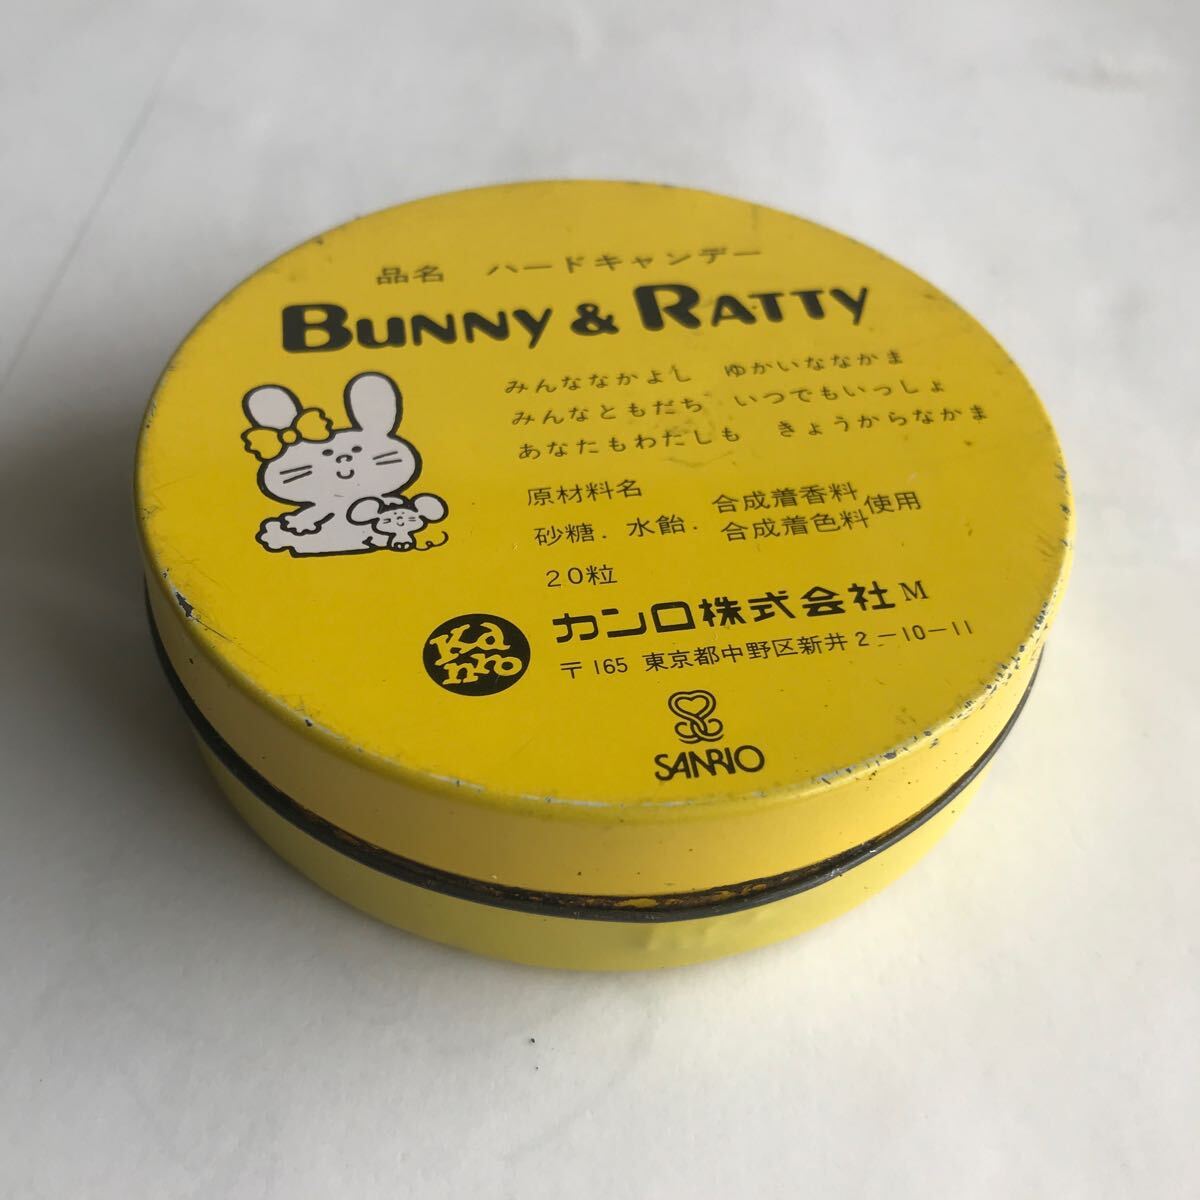 品名 ハードキャンデー
BUNNY & RATTY
みんななかよし ゆかいななかま
みんなともだち いつでもいっしょ
あなたもわたしも きょうからなかま
原材料名
砂糖.水飴. 合成着香料 合成着色料 使用
20粒
Kanro
カンロ株式会社 M
〒165 東京都中野区新井2-10-11
SANRIO